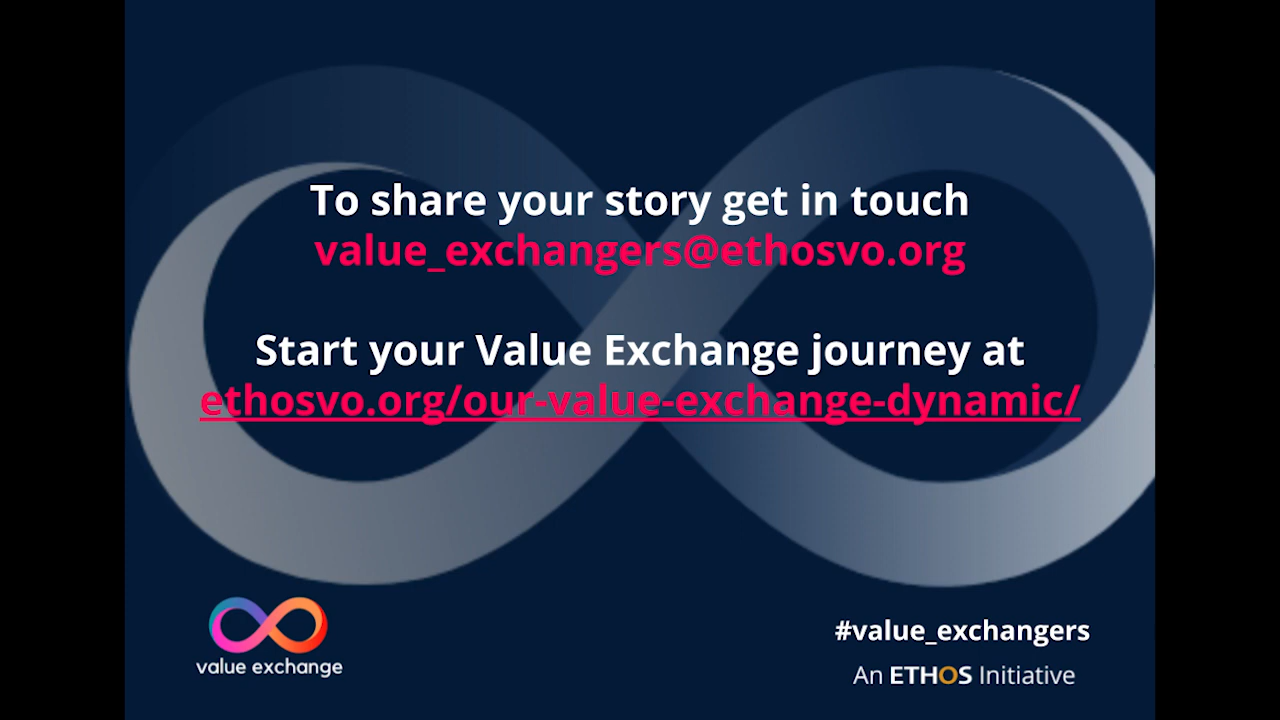 To share your story get in touch
value_exchangers@ethosvo.org
Start your Value Exchange journey at
ethosvo.org/our-value-exchange-dynamic/
value exchange
#value_exchangers
An ETHOS Initiative